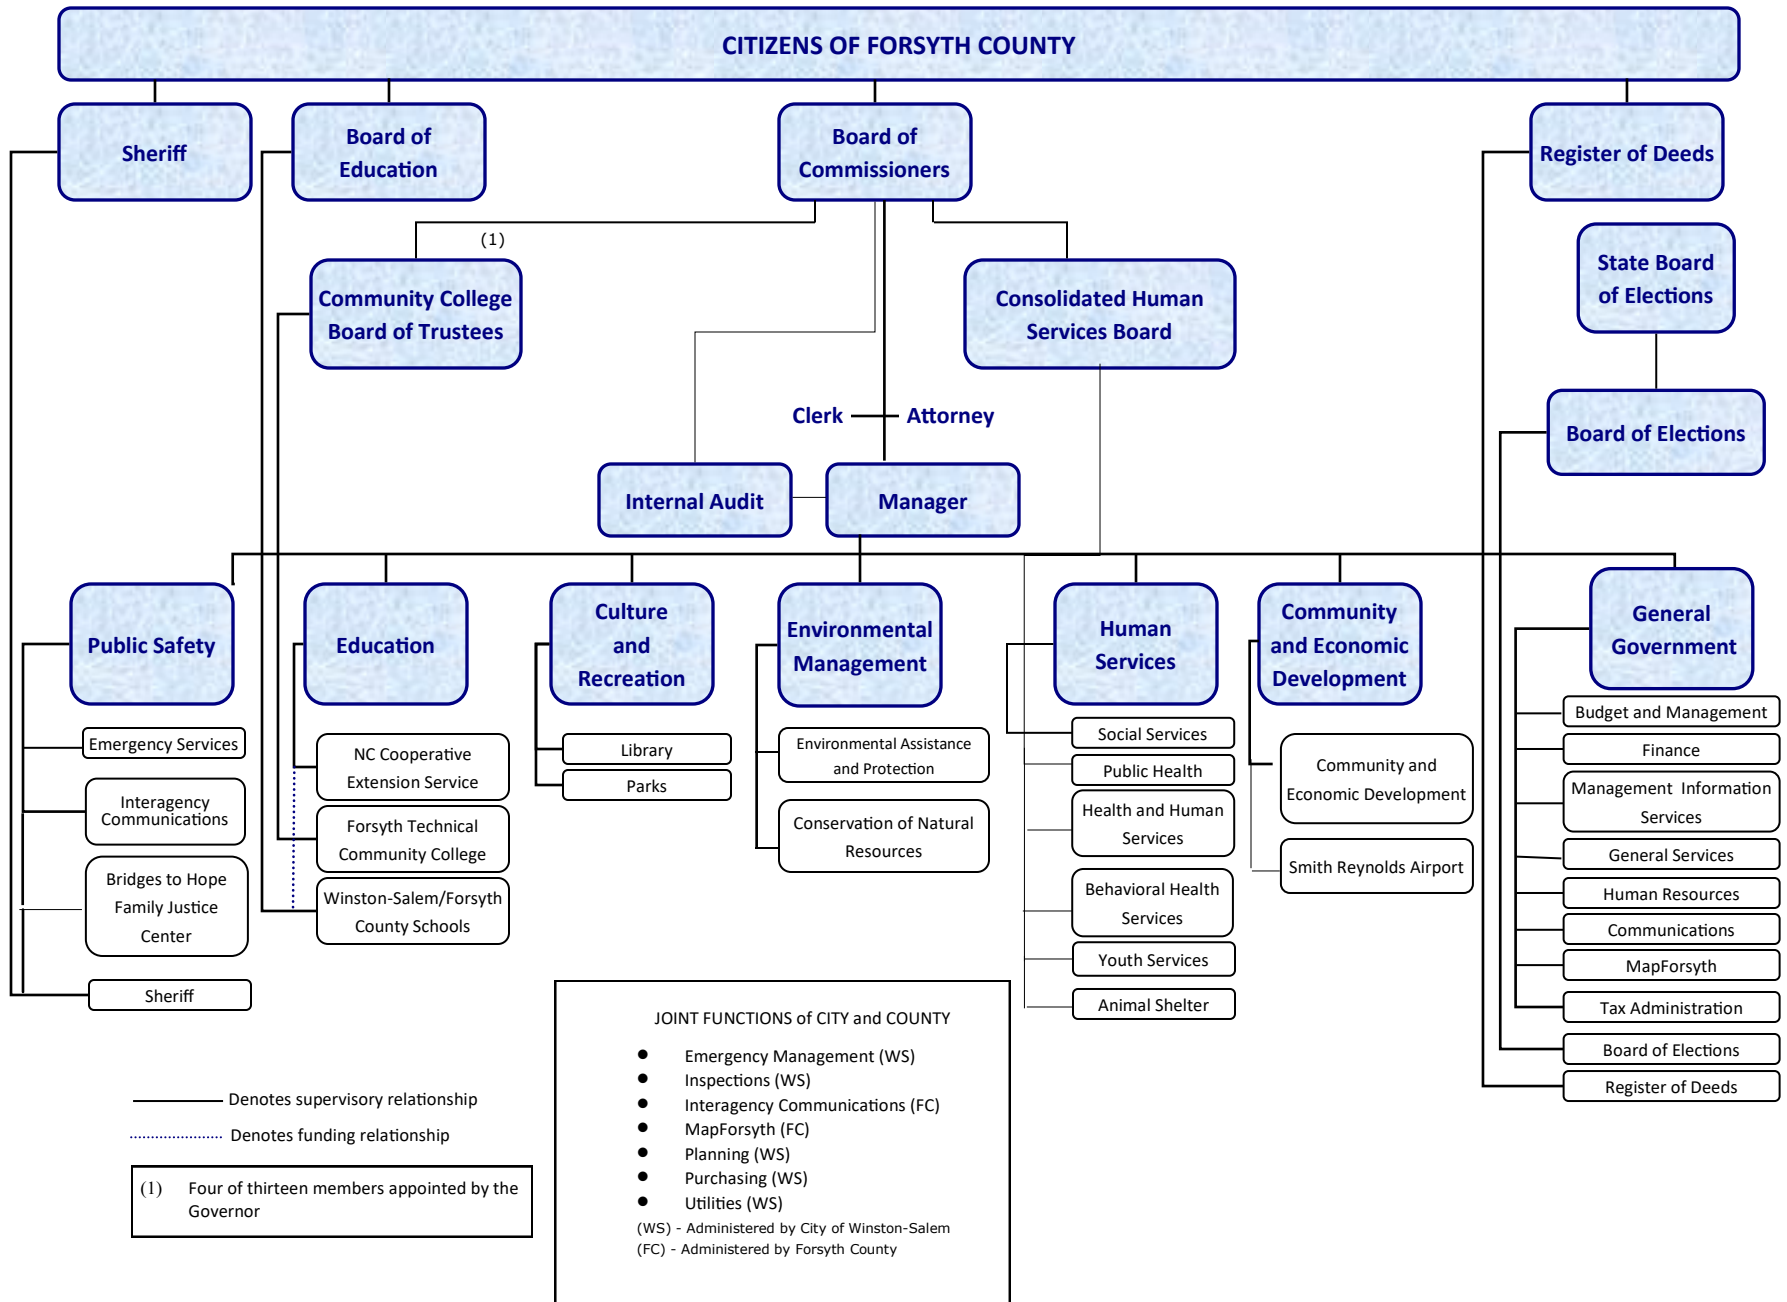 CITIZENS OF FORSYTH COUNTY
Sheriff
Board of
Education
Board of
Commissioners
Register of Deeds
(1)
Community College
Board of Trustees
Consolidated Human
Services Board
State Board
of Elections
Clerk
Attorney
Board of Elections
Internal Audit
Manager
Public Safety
Education
Culture
and
Recreation
Environmental
Management
Human
Services
Community
and Economic
Development
General
Government
Emergency Services
Interagency
Communications
Bridges to Hope
Family Justice
Center
Sheriff
NC Cooperative
Extension Service
Forsyth Technical
Community College
Winston-Salem/Forsyth
County Schools
Library
Parks
Environmental Assistance
and Protection
Conservation of Natural
Resources
Social Services
Public Health
Health and Human
Services
Behavioral Health
Services
Youth Services
Animal Shelter
Community and
Economic Development
Smith Reynolds Airport
Budget and Management
Finance
Management Information
Services
General Services
Human Resources
Communications
MapForsyth
Tax Administration
Board of Elections
Register of Deeds
Denotes supervisory relationship
Denotes funding relationship
(1) Four of thirteen members appointed by the
Governor
JOINT FUNCTIONS of CITY and COUNTY
● Emergency Management (WS)
● Inspections (WS)
● Interagency Communications (FC)
● MapForsyth (FC)
● Planning (WS)
● Purchasing (WS)
● Utilities (WS)
(WS) - Administered by City of Winston-Salem
(FC) - Administered by Forsyth County